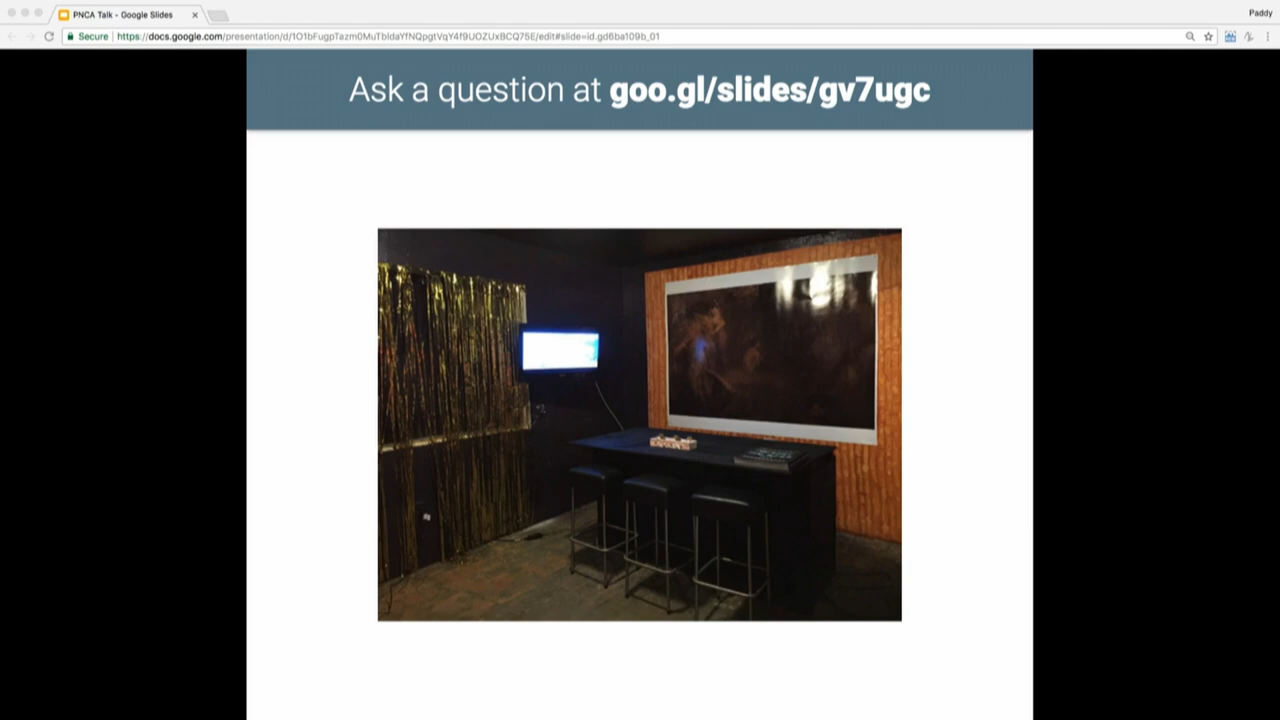 PNCA Talk - Google Slides
Paddy
Secure
https://docs.google.com/presentation/d/1O1bFugpTazm0MuTbIdaYfNQpgtVqY4f9UOZUxBCQ75E/edit#slide=id.gd6ba109b_01
Ask a question at goo.gl/slides/gv7ugc